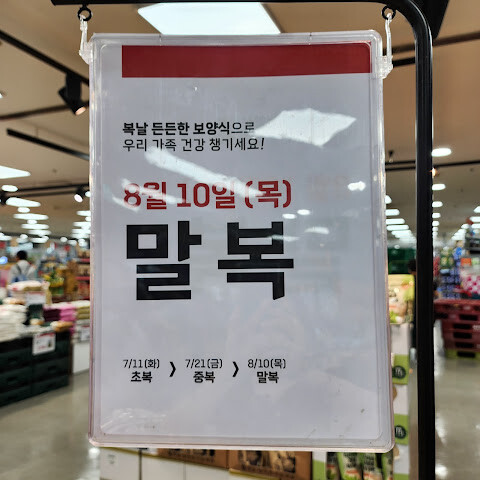 복날 든든한 보양식으로
우리 가족 건강 챙기세요!
8월 10일 (목)
말복
7/11(화) 〉 7/21(금) 〉 8/10(목)
초복 중복 말복